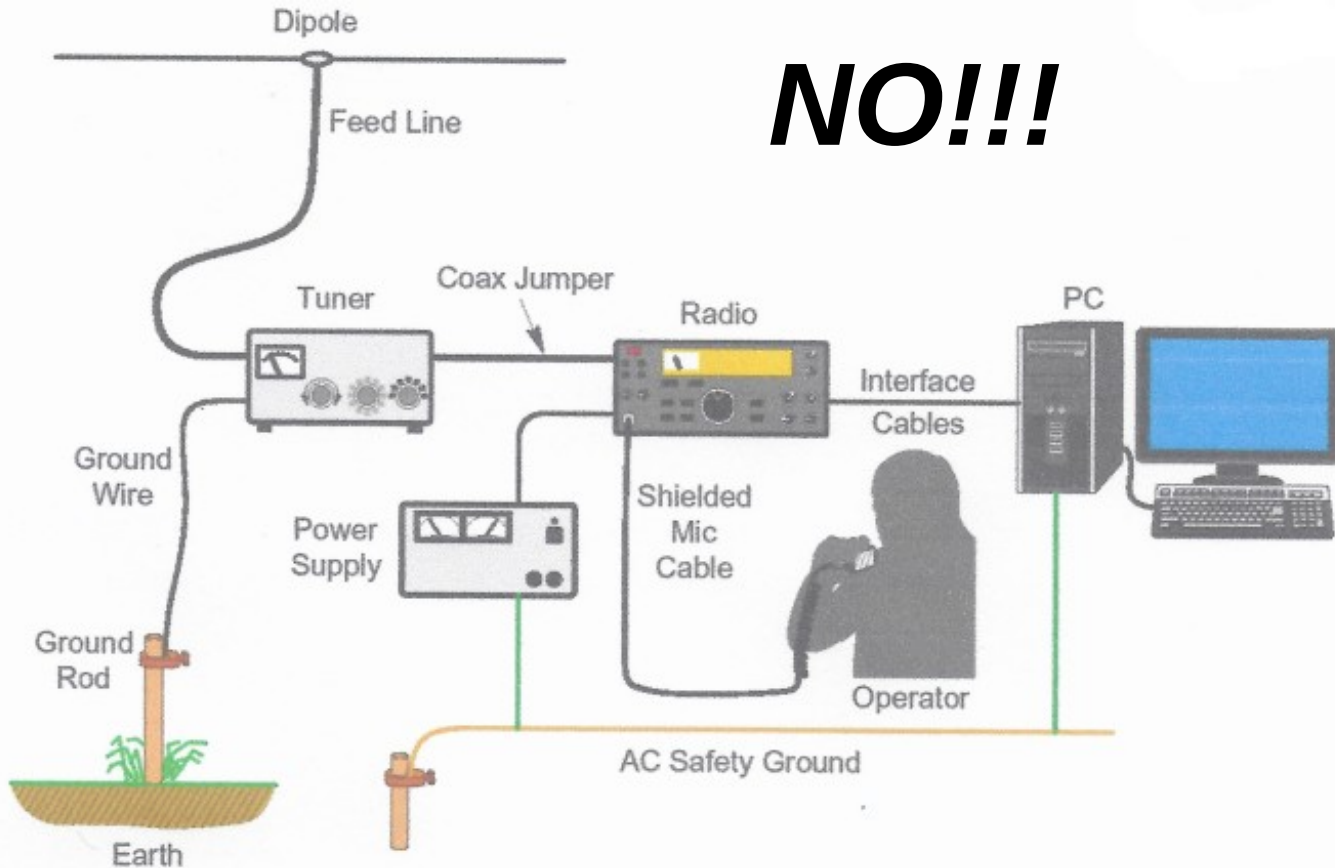 Dipole
NO!!!
Feed Line
Coax Jumper
Tuner
Radio
PC
Interface
Cables
Ground
Wire
Power
Supply
Shielded
Mic
Cable
Ground
Rod
Operator
AC Safety Ground
Earth